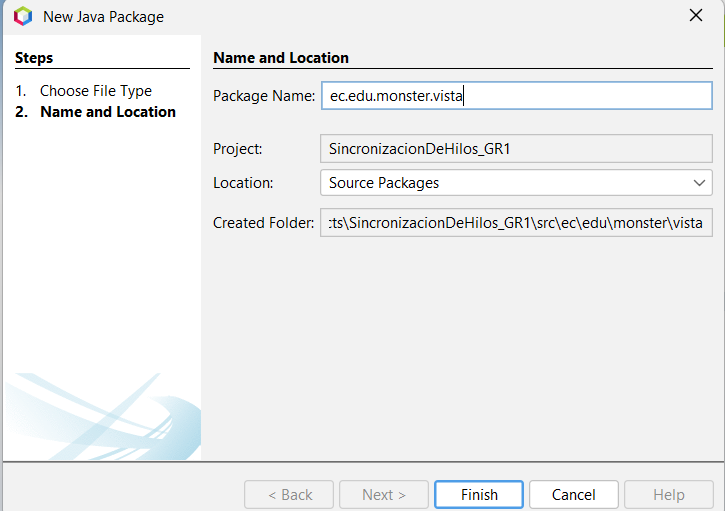 New Java Package
Steps
1. Choose File Type
2. Name and Location
Name and Location
Package Name: ec.edu.monster.vista
Project: SincronizacionDeHilos_GR1
Location: Source Packages
Created Folder: :ts\SincronizacionDeHilos_GR1\src\ec\edu\monster\vista
< Back Next > Finish Cancel Help